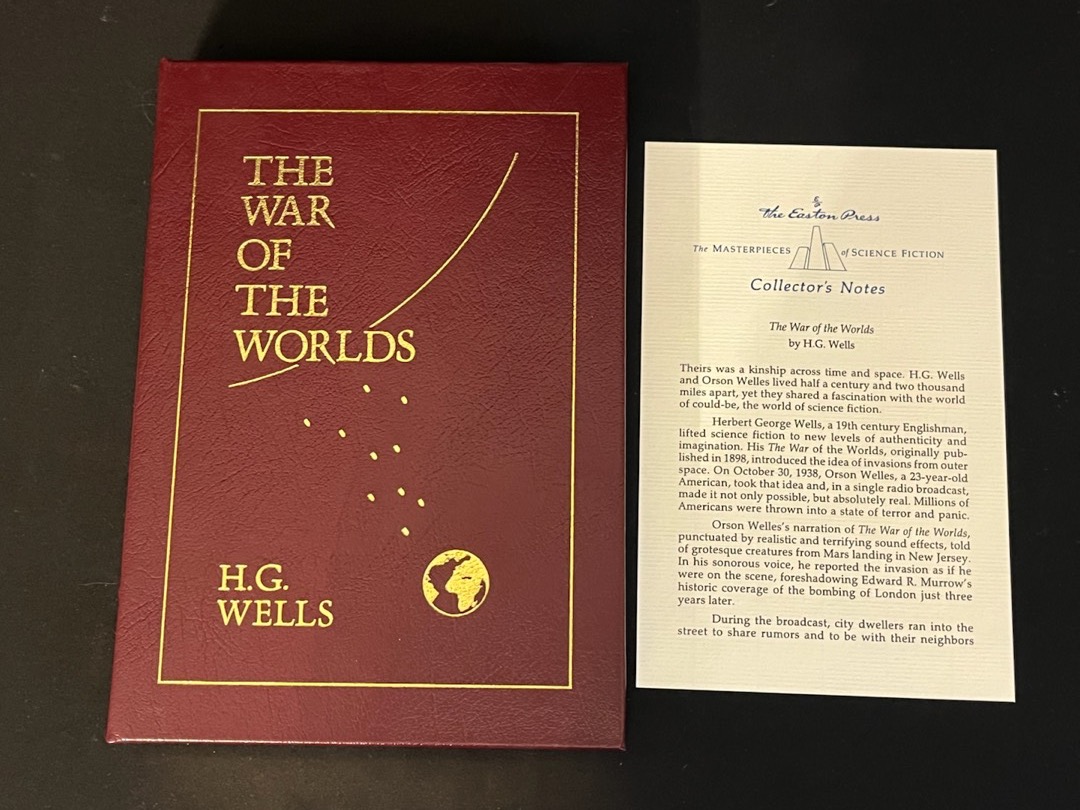 THE
WAR
OF
THE
WORLDS
H.G.
WELLS
The Easton Press
The MASTERPIECES of SCIENCE FICTION
Collector's Notes
The War of the Worlds
by H.G. Wells
Theirs was a kinship across time and space. H.G. Wells
and Orson Welles lived half a century and two thousand
miles apart, yet they shared a fascination with the world
of could-be, the world of science fiction.
Herbert George Wells, a 19th century Englishman,
lifted science fiction to new levels of authenticity and
imagination. His The War of the Worlds, originally pub-
lished in 1898, introduced the idea of invasions from outer
space. On October 30, 1938, Orson Welles, a 23-year-old
American, took that idea and, in a single radio broadcast,
made it not only possible, but absolutely real. Millions of
Americans were thrown into a state of terror and panic.
Orson Welles's narration of The War of the Worlds,
punctuated by realistic and terrifying sound effects, told
of grotesque creatures from Mars landing in New Jersey.
In his sonorous voice, he reported the invasion as if he
were on the scene, foreshadowing Edward R. Murrow's
historic coverage of the bombing of London just three
years later.
During the broadcast, city dwellers ran into the
street to share rumors and to be with their neighbors